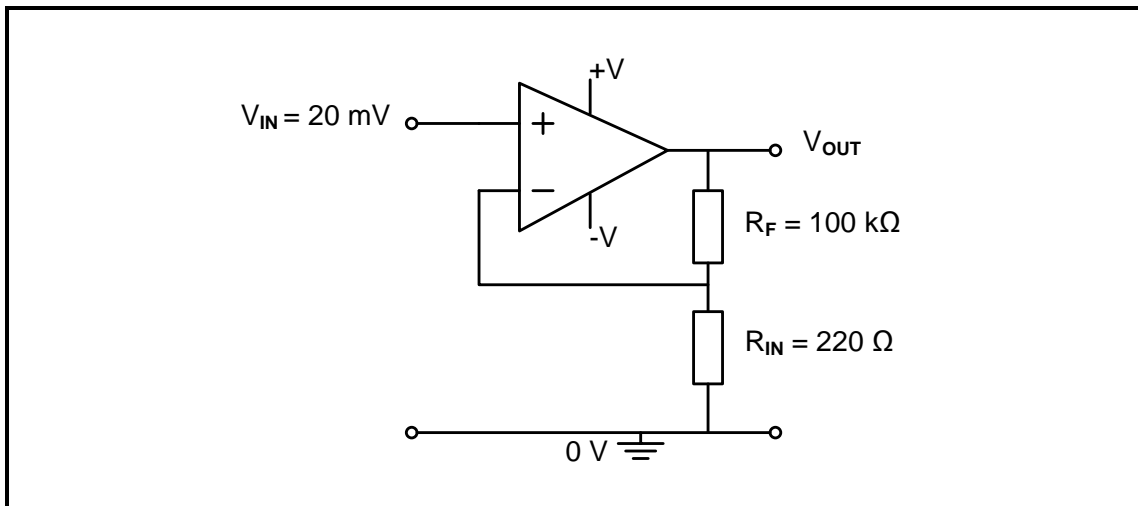 +V
V_IN = 20 mV
+
V_OUT
−
-V
R_F = 100 kΩ
R_IN = 220 Ω
0 V